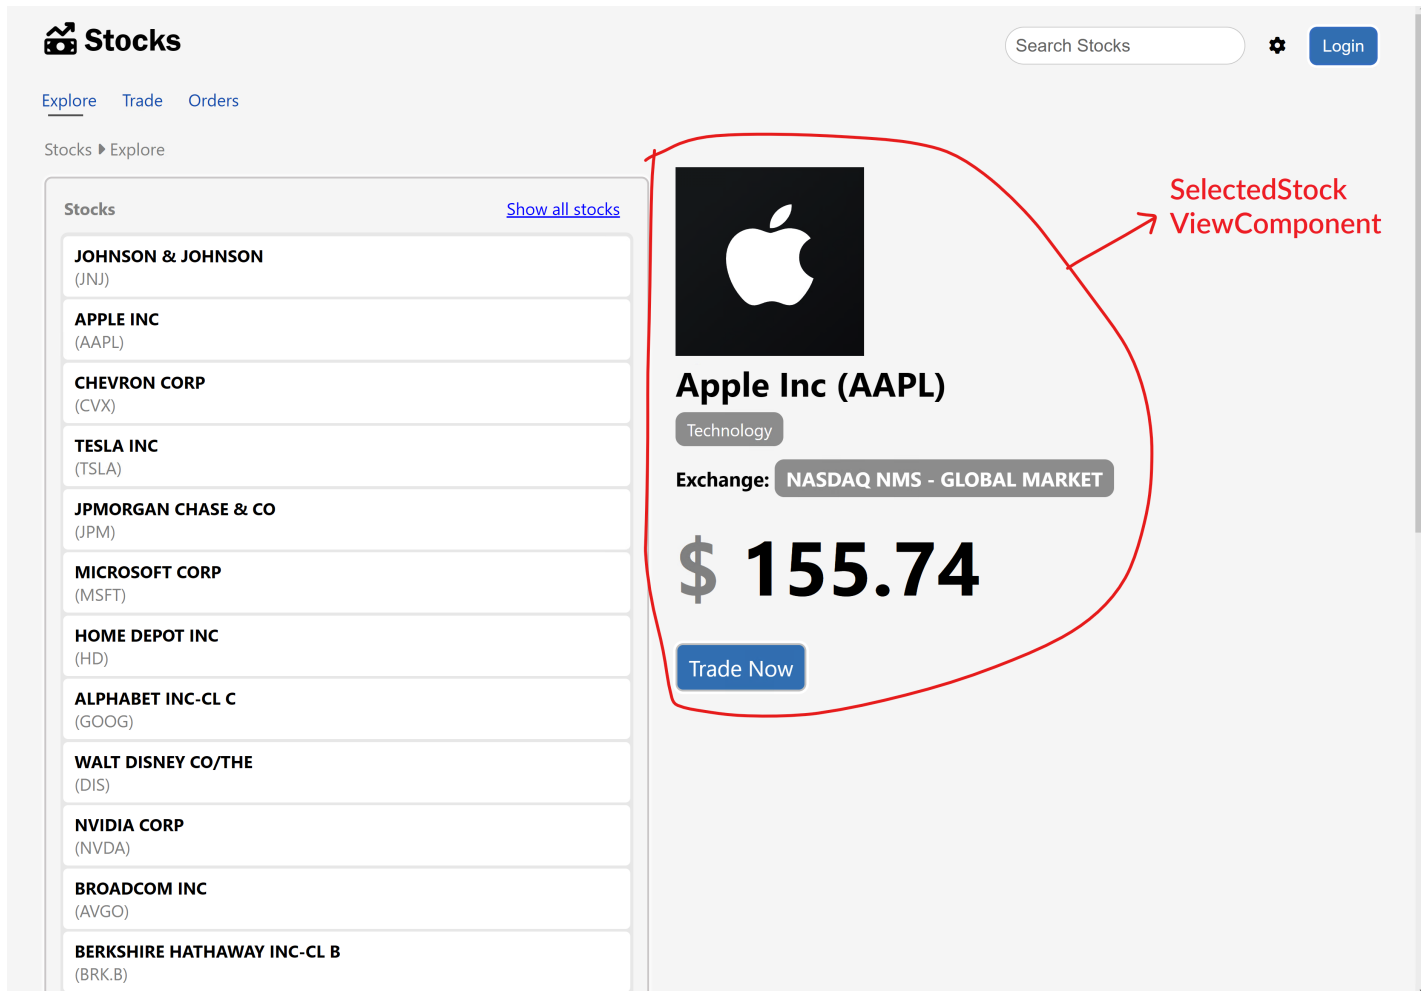 Stocks
Search Stocks
Login
Explore Trade Orders
Stocks Explore
Stocks
Show all stocks
JOHNSON & JOHNSON
(JNJ)
APPLE INC
(AAPL)
CHEVRON CORP
(CVX)
TESLA INC
(TSLA)
JPMORGAN CHASE & CO
(JPM)
MICROSOFT CORP
(MSFT)
HOME DEPOT INC
(HD)
ALPHABET INC-CL C
(GOOG)
WALT DISNEY CO/THE
(DIS)
NVIDIA CORP
(NVDA)
BROADCOM INC
(AVGO)
BERKSHIRE HATHAWAY INC-CL B
(BRK.B)
Apple Inc (AAPL)
Technology
Exchange: NASDAQ NMS - GLOBAL MARKET
$ 155.74
Trade Now
SelectedStock
ViewComponent